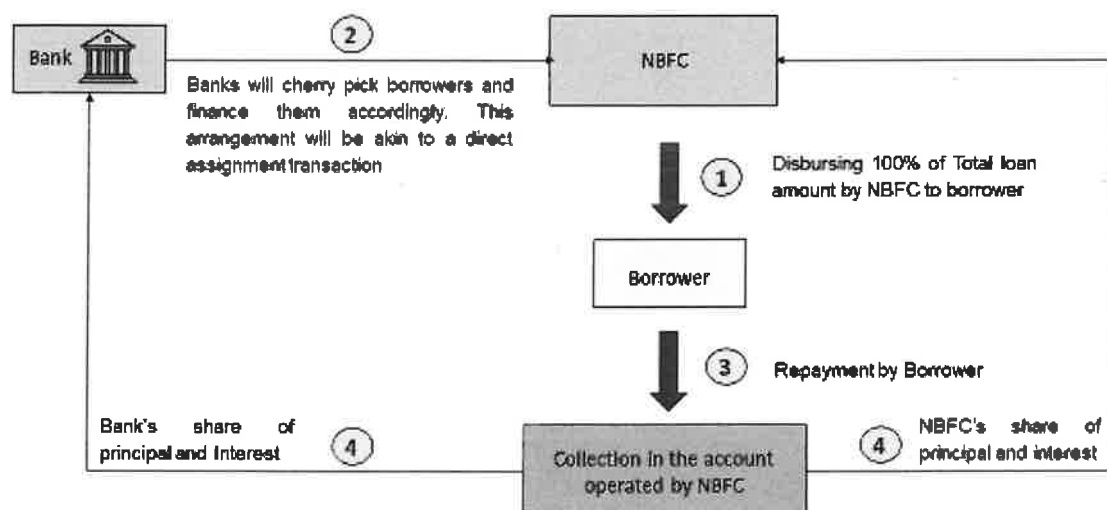 Bank
2
NBFC
Banks will cherry pick borrowers and
finance them accordingly. This
arrangement will be akin to a direct
assignment transaction
1
Disbursing 100% of Total loan
amount by NBFC to borrower
Borrower
3
Repayment by Borrower
Bank's share of
principal and Interest
4
Collection in the account
operated by NBFC
4
NBFC's share of
principal and interest